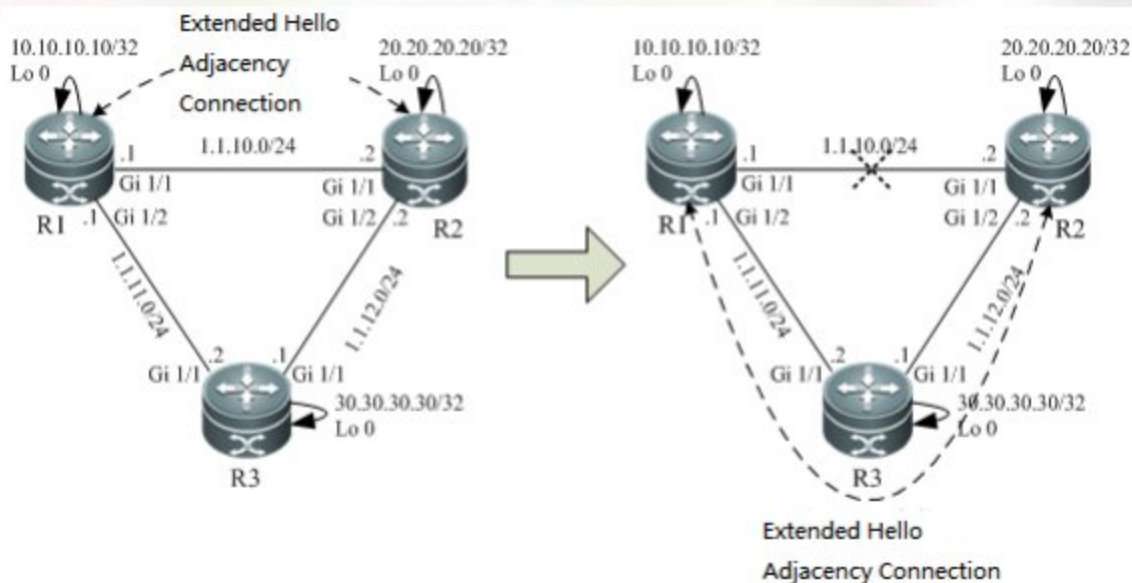 Extended Hello
Adjacency
Connection
10.10.10.10/32
Lo 0
20.20.20.20/32
Lo 0
.1
1.1.10.0/24
.2
Gi 1/1
Gi 1/1
R1
.1
Gi 1/2
Gi 1/2
.2
R2
1.1.11.0/24
1.1.12.0/24
.2
.1
Gi 1/1
Gi 1/1
30.30.30.30/32
Lo 0
R3
10.10.10.10/32
Lo 0
20.20.20.20/32
Lo 0
.1
1.1.10.0/24
.2
Gi 1/1
Gi 1/1
R1
.1
Gi 1/2
Gi 1/2
.2
R2
1.1.11.0/24
1.1.12.0/24
.2
.1
Gi 1/1
Gi 1/1
30.30.30.30/32
Lo 0
R3
Extended Hello
Adjacency Connection